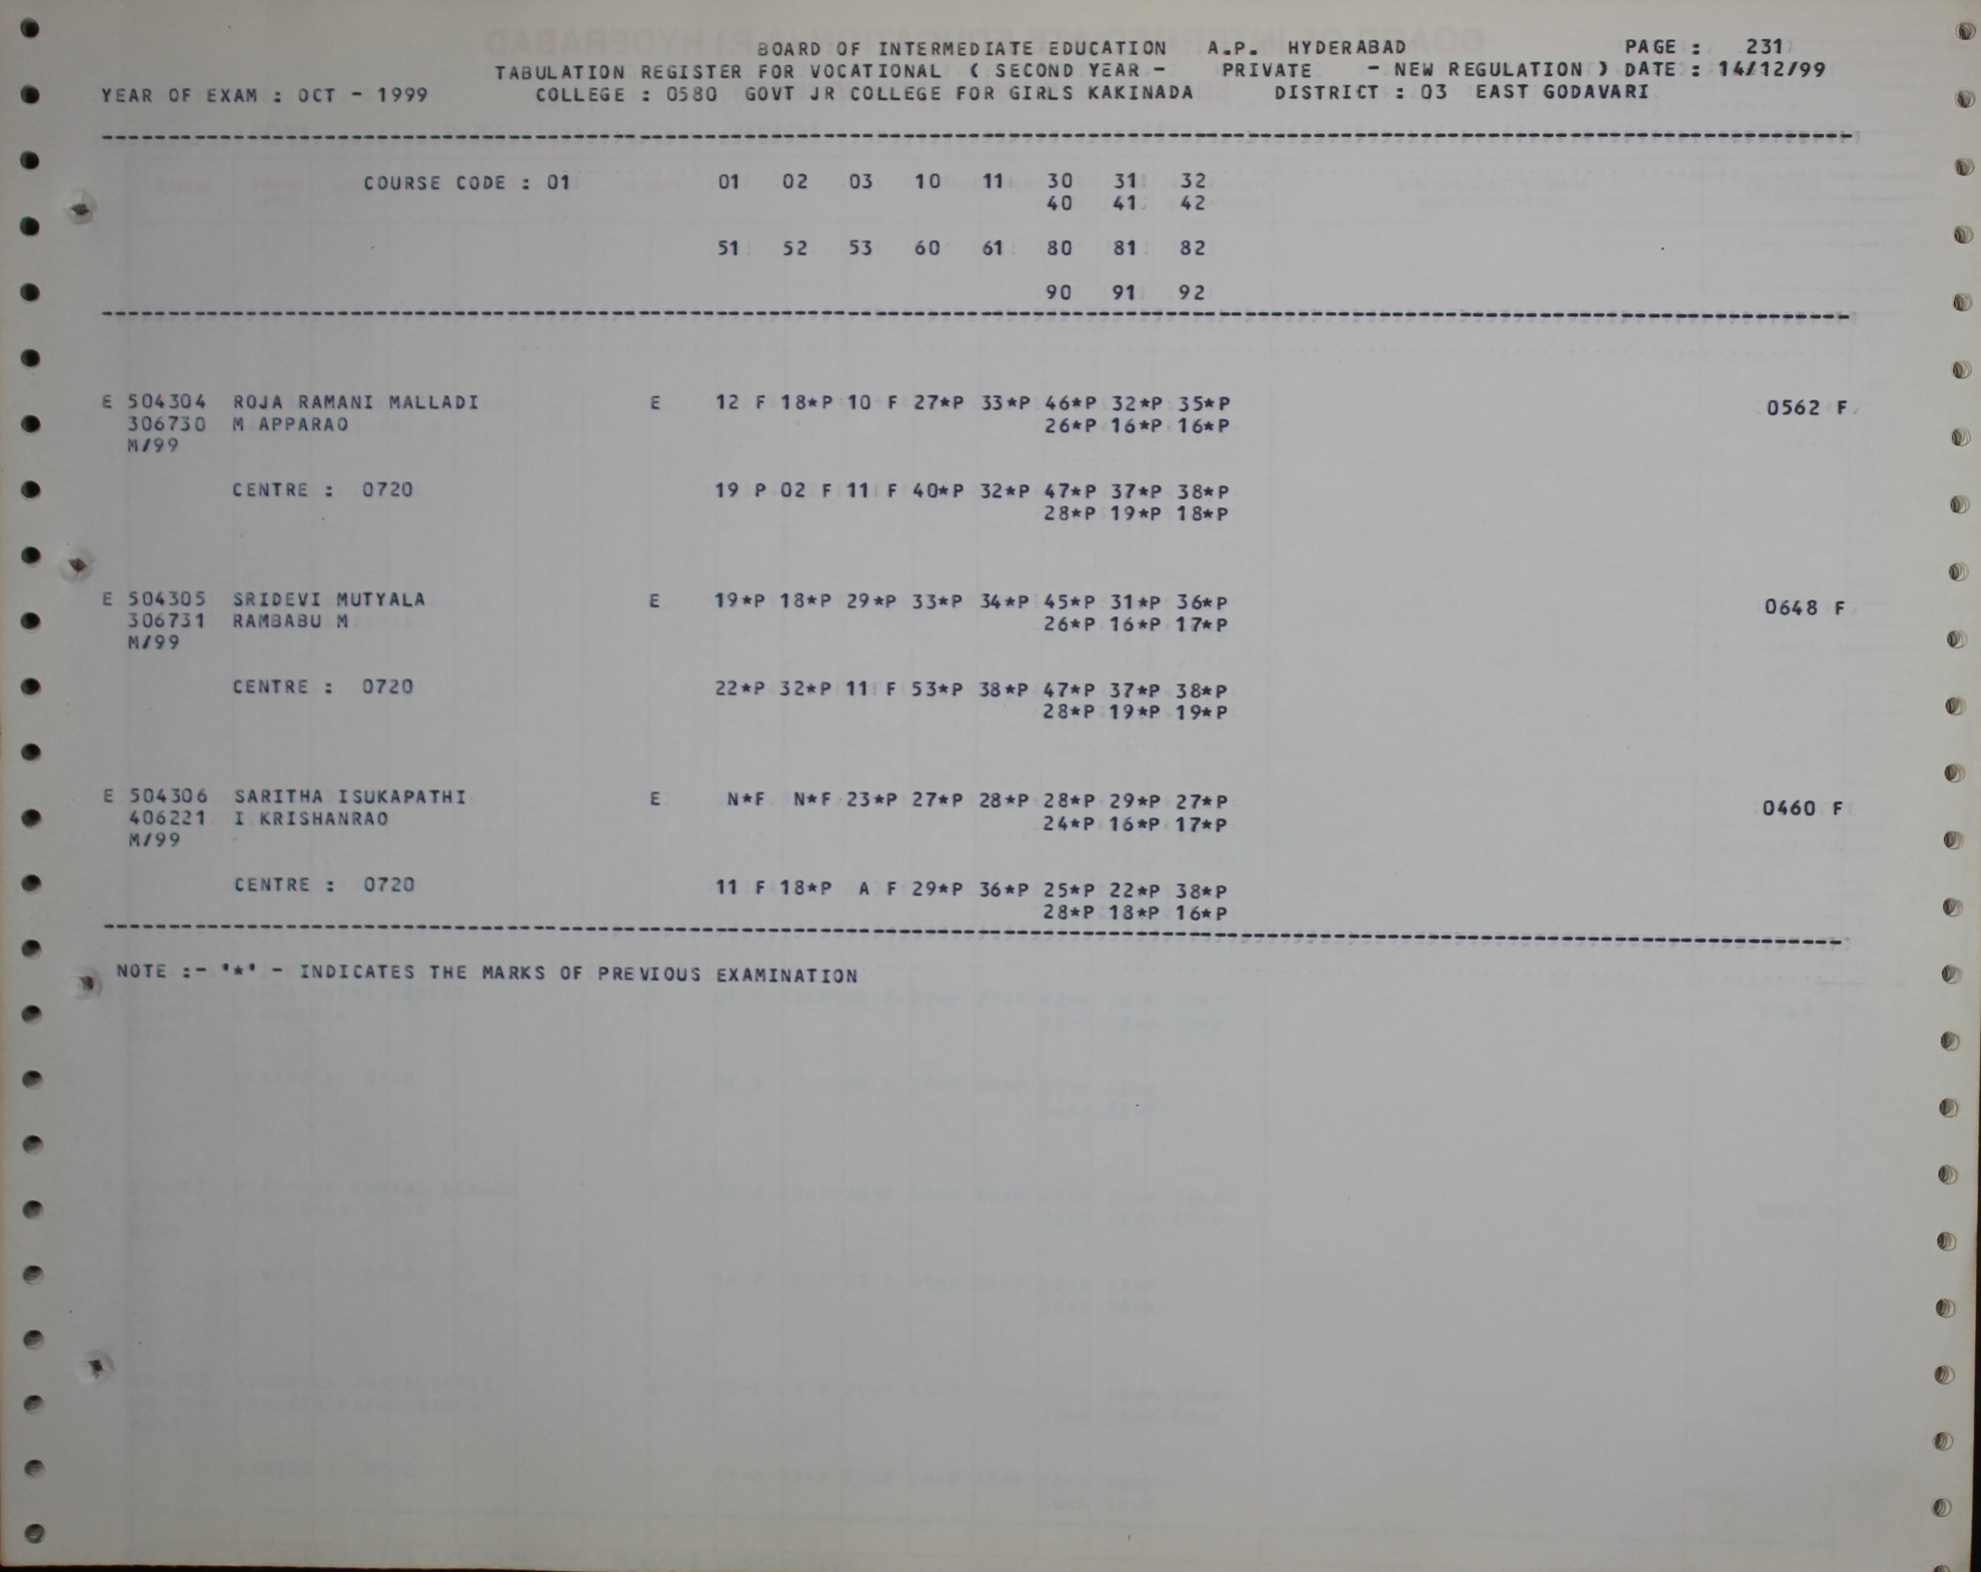 BOARD OF INTERMEDIATE EDUCATION A.P. HYDERABAD PAGE : 231
TABULATION REGISTER FOR VOCATIONAL ( SECOND YEAR - PRIVATE - NEW REGULATION ) DATE : 14/12/99
YEAR OF EXAM : OCT - 1999 COLLEGE : 0580 GOVT JR COLLEGE FOR GIRLS KAKINADA DISTRICT : 03 EAST GODAVARI
COURSE CODE : 01 01 02 03 10 11 30 31 32
40 41 42
51 52 53 60 61 80 81 82
90 91 92
E 504304 ROJA RAMANI MALLADI E 12 F 18*P 10 F 27*P 33*P 46*P 32*P 35*P 0562 F
306730 M APPARAO 26*P 16*P 16*P
M/99
CENTRE : 0720 19 P 02 F 11 F 40*P 32*P 47*P 37*P 38*P
28*P 19*P 18*P
E 504305 SRIDEVI MUTYALA E 19*P 18*P 29*P 33*P 34*P 45*P 31*P 36*P 0648 F
306731 RAMBABU M 26*P 16*P 17*P
M/99
CENTRE : 0720 22*P 32*P 11 F 53*P 38*P 47*P 37*P 38*P
28*P 19*P 19*P
E 504306 SARITHA ISUKAPATHI E N*F N*F 23*P 27*P 28*P 28*P 29*P 27*P 0460 F
406221 I KRISHANRAO 24*P 16*P 17*P
M/99
CENTRE : 0720 11 F 18*P A F 29*P 36*P 25*P 22*P 38*P
28*P 18*P 16*P
NOTE :- '*' - INDICATES THE MARKS OF PREVIOUS EXAMINATION